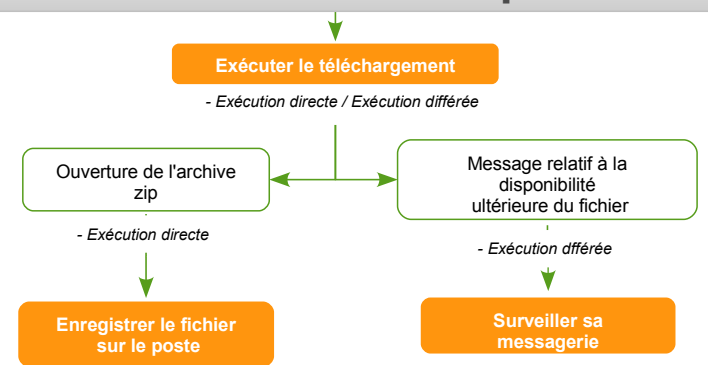 Exécuter le téléchargement
- Exécution directe / Exécution différée
Ouverture de l'archive
zip
Message relatif à la
disponibilité
ultérieure du fichier
- Exécution directe
- Exécution dfférée
Enregistrer le fichier
sur le poste
Surveiller sa
messagerie